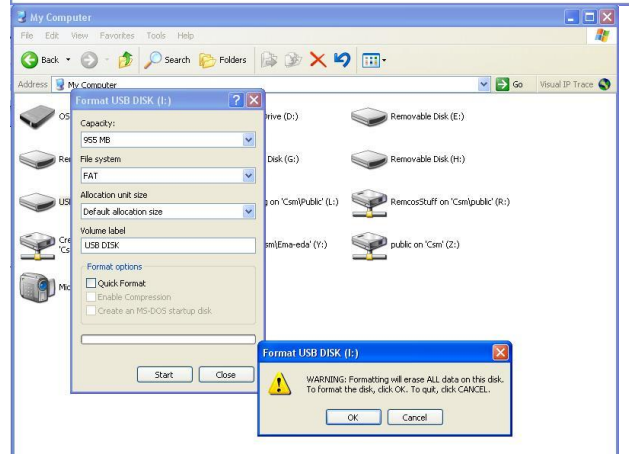 My Computer
File Edit View Favorites Tools Help
Back Search Folders
Address My Computer Go Visual IP Trace
Format USB DISK (I:)
Capacity:
955 MB
File system
FAT
Allocation unit size
Default allocation size
Volume label
USB DISK
Format options
Quick Format
Enable Compression
Create an MS-DOS startup disk
Start Close
OS
rive (D:) Removable Disk (E:)
Disk (G:) Removable Disk (H:)
on 'Csm\Public' (L:) RemcosStuff on 'Csm\public' (R:)
sm\Ema-eda' (Y:) public on 'Csm' (Z:)
Format USB DISK (I:)
WARNING: Formatting will erase ALL data on this disk.
To format the disk, click OK. To quit, click CANCEL.
OK Cancel